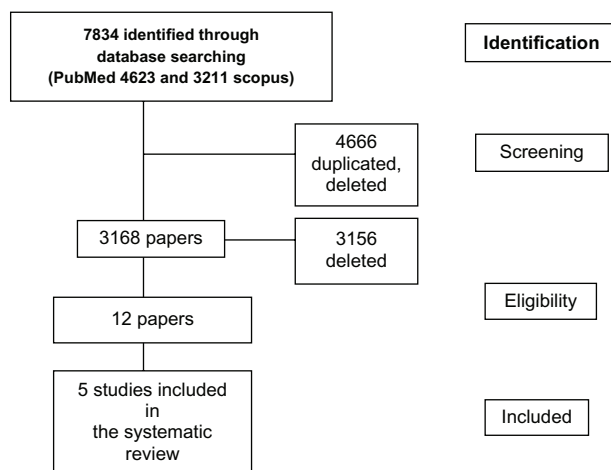 7834 identified through
database searching
(PubMed 4623 and 3211 scopus)
Identification
4666
duplicated,
deleted
Screening
3168 papers
3156
deleted
12 papers
Eligibility
5 studies included
in
the systematic
review
Included